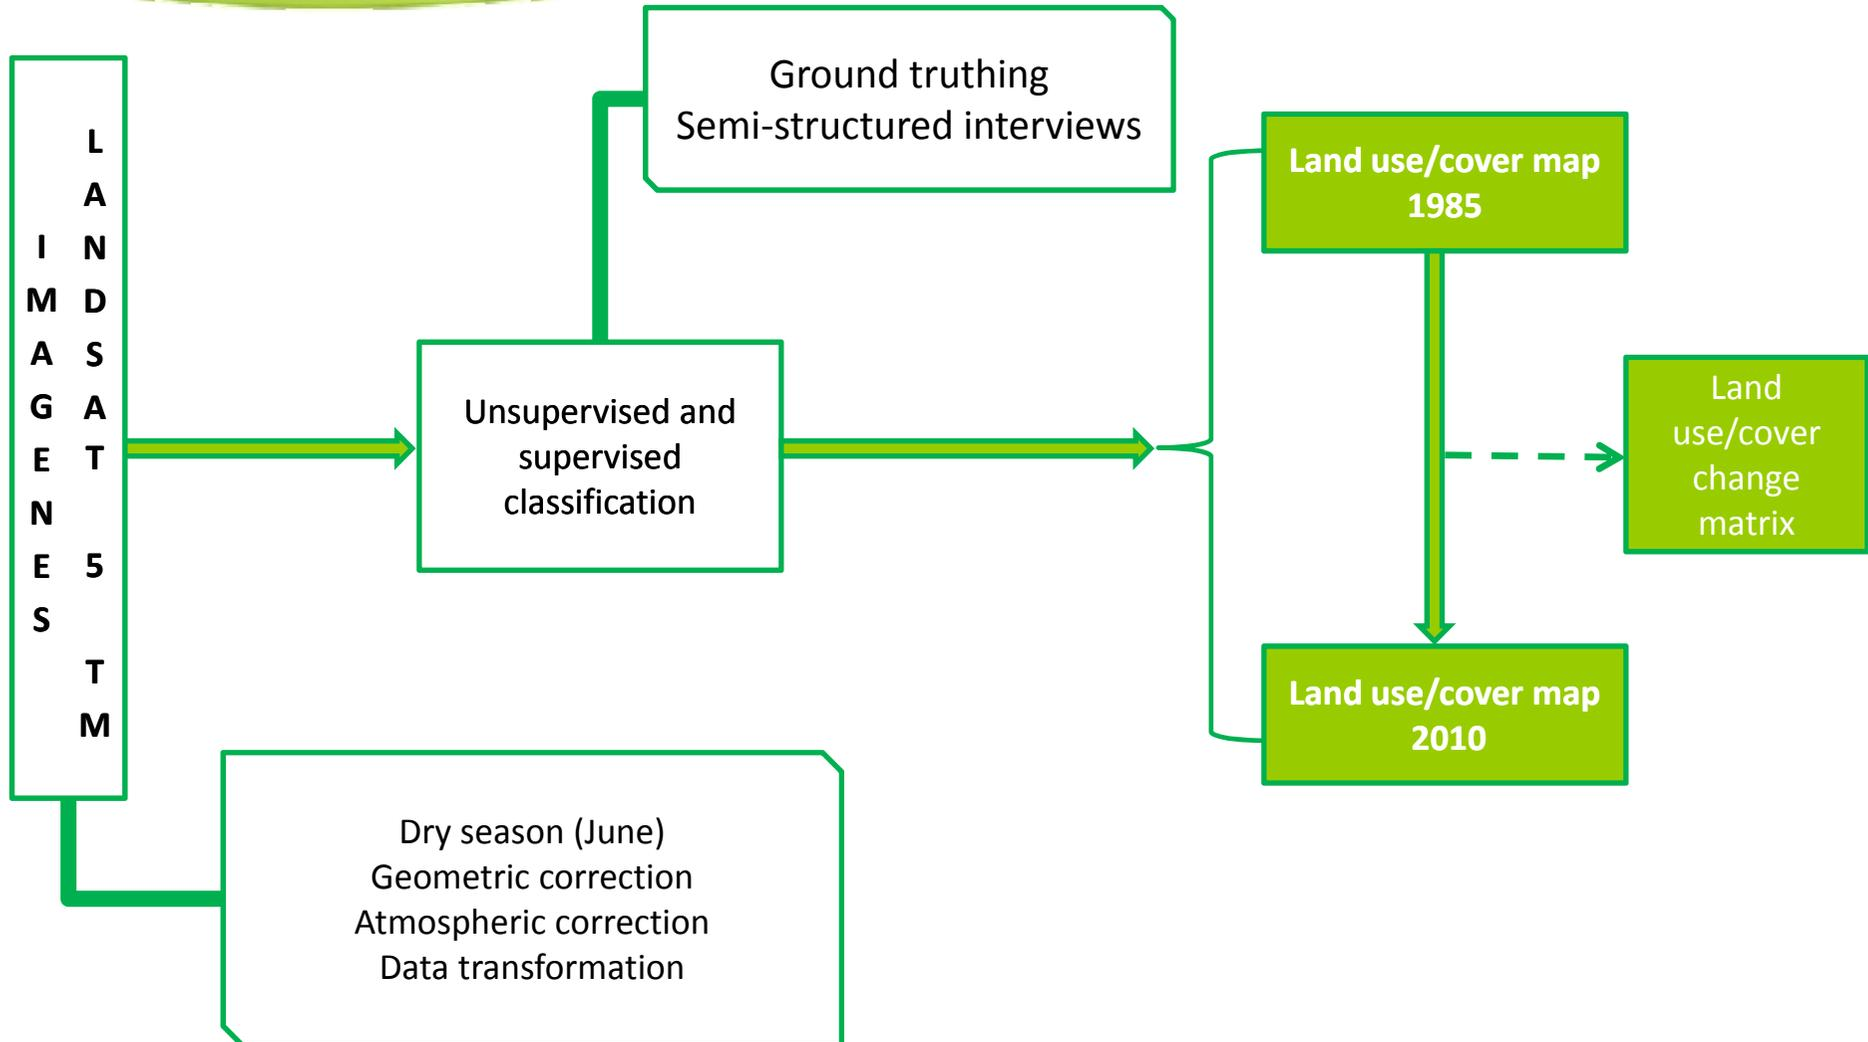 IMAGENES
LANDSAT 5 TM
Ground truthing
Semi-structured interviews
Unsupervised and
supervised
classification
Land use/cover map
1985
Land
use/cover
change
matrix
Land use/cover map
2010
Dry season (June)
Geometric correction
Atmospheric correction
Data transformation